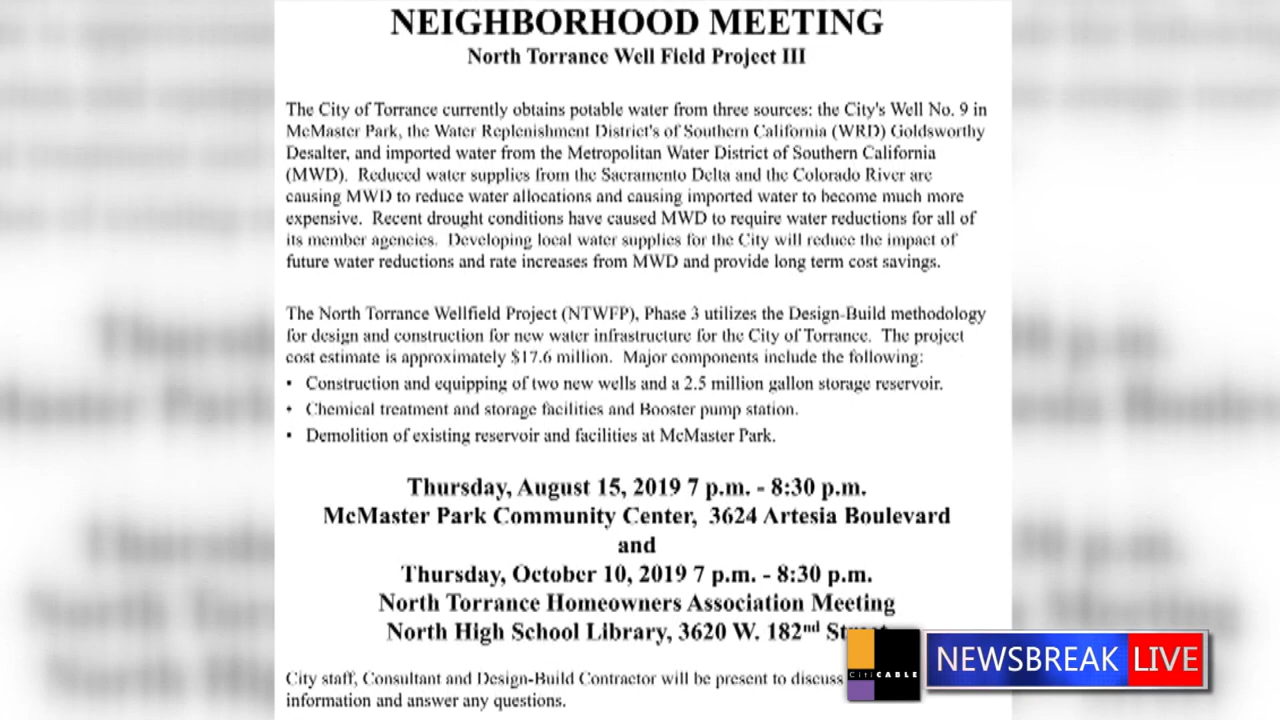 NEIGHBORHOOD MEETING
North Torrance Well Field Project III
The City of Torrance currently obtains potable water from three sources: the City's Well No. 9 in
McMaster Park, the Water Replenishment District's of Southern California (WRD) Goldsworthy
Desalter, and imported water from the Metropolitan Water District of Southern California
(MWD). Reduced water supplies from the Sacramento Delta and the Colorado River are
causing MWD to reduce water allocations and causing imported water to become much more
expensive. Recent drought conditions have caused MWD to require water reductions for all of
its member agencies. Developing local water supplies for the City will reduce the impact of
future water reductions and rate increases from MWD and provide long term cost savings.
The North Torrance Wellfield Project (NTWFP), Phase 3 utilizes the Design-Build methodology
for design and construction for new water infrastructure for the City of Torrance. The project
cost estimate is approximately $17.6 million. Major components include the following:
• Construction and equipping of two new wells and a 2.5 million gallon storage reservoir.
• Chemical treatment and storage facilities and Booster pump station.
• Demolition of existing reservoir and facilities at McMaster Park.
Thursday, August 15, 2019 7 p.m. - 8:30 p.m.
McMaster Park Community Center, 3624 Artesia Boulevard
and
Thursday, October 10, 2019 7 p.m. - 8:30 p.m.
North Torrance Homeowners Association Meeting
North High School Library, 3620 W. 182nd
City staff, Consultant and Design-Build Contractor will be present to discuss
information and answer any questions.
CitiCABLE
NEWSBREAK LIVE